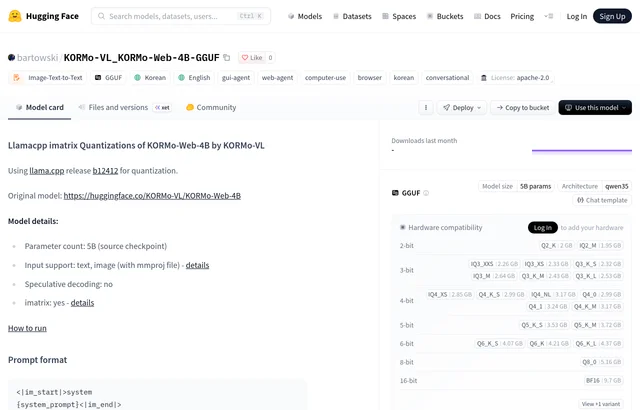 Hugging Face
Search models, datasets, users...
Ctrl K
Models
Datasets
Spaces
Buckets
Docs
Pricing
Log In
Sign Up
bartowski/KORMo-VL_KORMo-Web-4B-GGUF
Like 0
Image-Text-to-Text
GGUF
Korean
English
gui-agent
web-agent
computer-use
browser
korean
conversational
License: apache-2.0
Model card
Files and versions
xet
Community
Deploy
Copy to bucket
Use this model
Llamacpp imatrix Quantizations of KORMo-Web-4B by KORMo-VL
Using llama.cpp release b12412 for quantization.
Original model: https://huggingface.co/KORMo-VL/KORMo-Web-4B
Model details:
Parameter count: 5B (source checkpoint)
Input support: text, image (with mmproj file) - details
Speculative decoding: no
imatrix: yes - details
How to run
Prompt format
<|im_start|>system
{system_prompt}<|im_end|>
Downloads last month
-
GGUF
Model size 5B params
Architecture qwen35
Chat template
Hardware compatibility
Log In to add your hardware
2-bit
Q2_K 2 GB
IQ2_M 1.95 GB
3-bit
IQ3_XXS 2.26 GB
IQ3_XS 2.33 GB
Q3_K_S 2.32 GB
IQ3_M 2.44 GB
Q3_K_M 2.43 GB
Q3_K_L 2.53 GB
4-bit
IQ4_XS 2.85 GB
Q4_K_S 2.99 GB
IQ4_NL 3.17 GB
Q4_0 2.99 GB
Q4_1 3.24 GB
Q4_K_M 3.17 GB
5-bit
Q5_K_S 3.53 GB
Q5_K_M 3.72 GB
6-bit
Q6_K_S 4.07 GB
Q6_K 4.21 GB
Q6_K_L 4.37 GB
8-bit
Q8_0 5.16 GB
16-bit
BF16 9.7 GB
View +1 variant